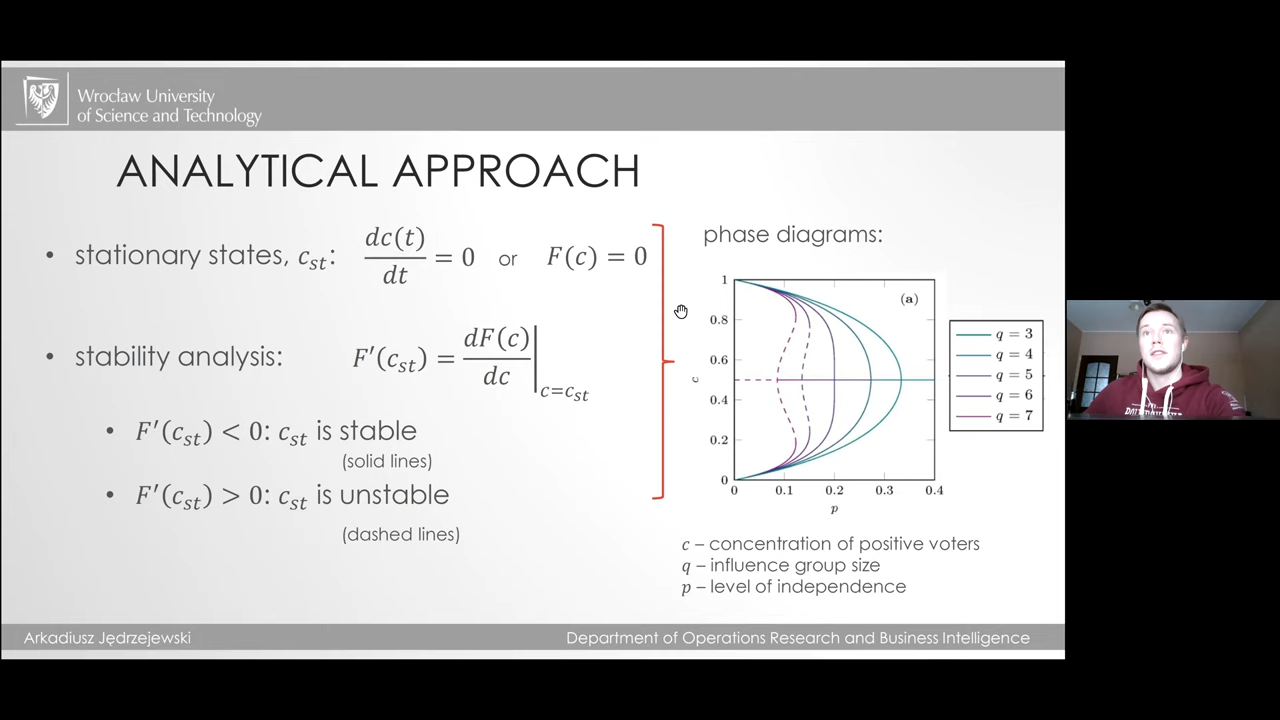 Wrocław University
of Science and Technology
ANALYTICAL APPROACH
• stationary states, c_st: dc(t)/dt = 0 or F(c) = 0
• stability analysis: F′(c_st) = dF(c)/dc |c=c_st
• F′(c_st) < 0: c_st is stable
(solid lines)
• F′(c_st) > 0: c_st is unstable
(dashed lines)
phase diagrams:
(a)
1
0.8
0.6
0.4
0.2
0
c
0 0.1 0.2 0.3 0.4
p
q = 3
q = 4
q = 5
q = 6
q = 7
c – concentration of positive voters
q – influence group size
p – level of independence
Arkadiusz Jędrzejewski
Department of Operations Research and Business Intelligence